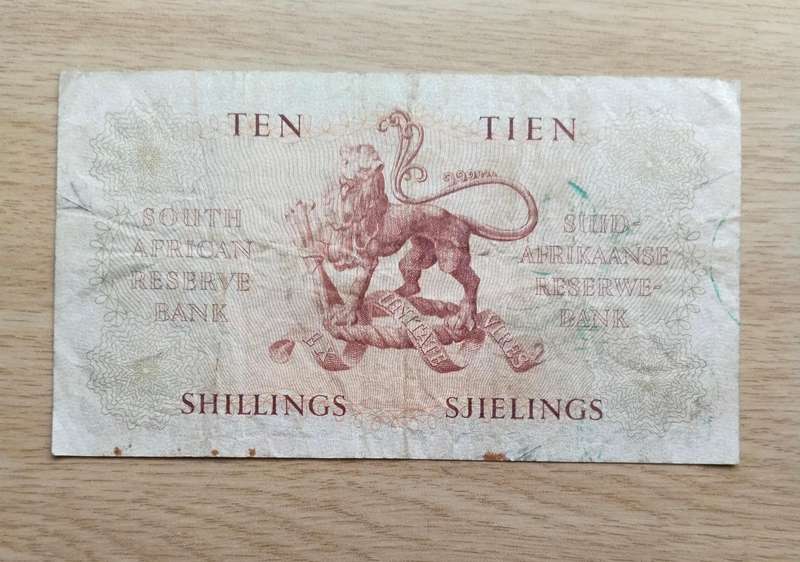 TEN TIEN
SOUTH
AFRICAN
RESERVE
BANK
SUID-
AFRIKAANSE
RESERWE-
BANK
EX UNITATE VIRES
SHILLINGS SJIELINGS